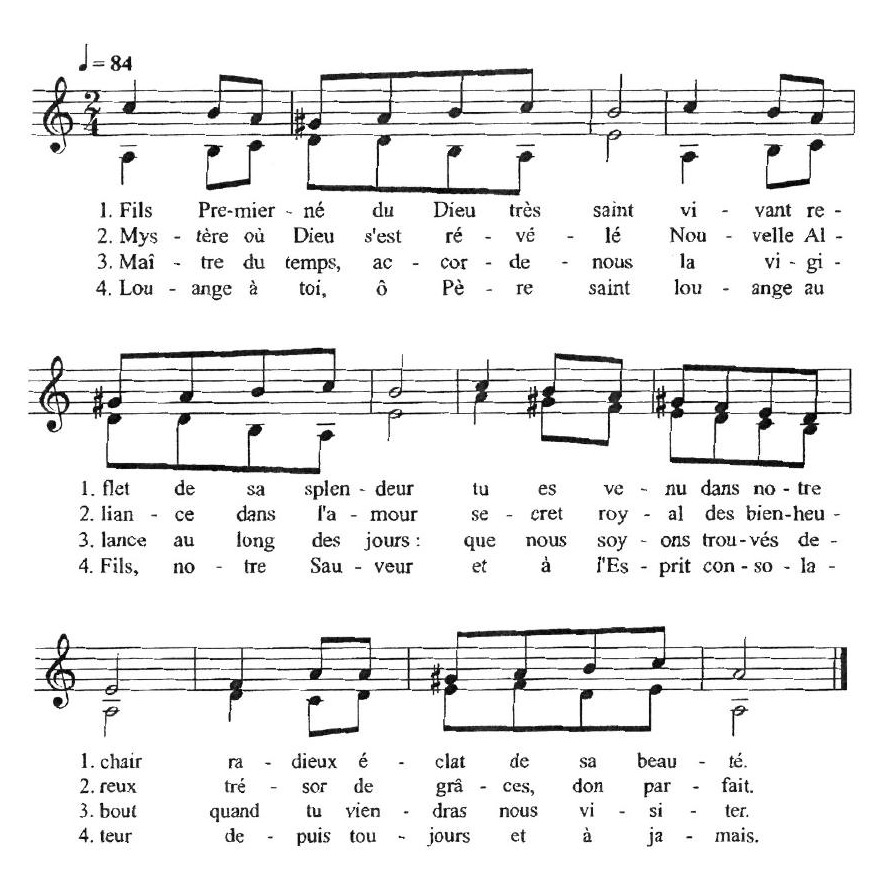 ♩ = 84
2/4
1. Fils Pre-mier - né du Dieu très saint vi - vant re -
2. Mys - tère où Dieu s'est ré - vé - lé Nou - velle Al -
3. Maî - tre du temps, ac - cor - de - nous la vi - gi -
4. Lou - ange à toi, ô Pè - re saint lou - ange au
1. flet de sa splen - deur tu es ve - nu dans no - tre
2. lian - ce dans l'a - mour se - cret roy - al des bien-heu -
3. lance au long des jours : que nous soy - ons trou-vés de -
4. Fils, no - tre Sau - veur et à l'Es - prit con - so - la -
1. chair ra - dieux é - clat de sa beau - té.
2. reux tré - sor de grâ - ces, don par - fait.
3. bout quand tu vien - dras nous vi - si - ter.
4. teur de - puis tou - jours et à ja - mais.